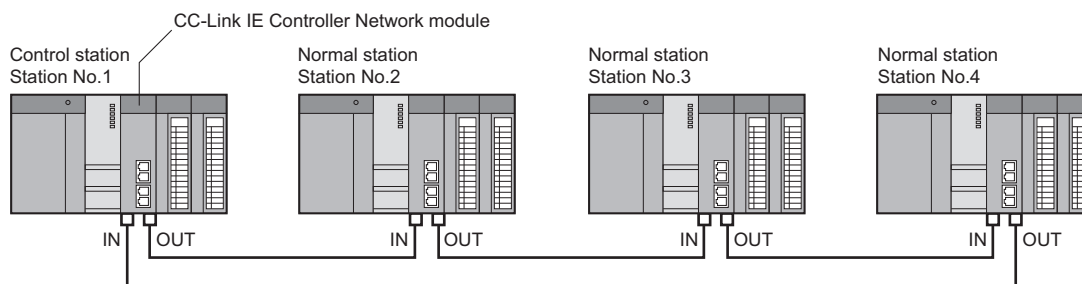 CC-Link IE Controller Network module
Control station
Station No.1
Normal station
Station No.2
Normal station
Station No.3
Normal station
Station No.4
IN OUT
IN OUT
IN OUT
IN OUT